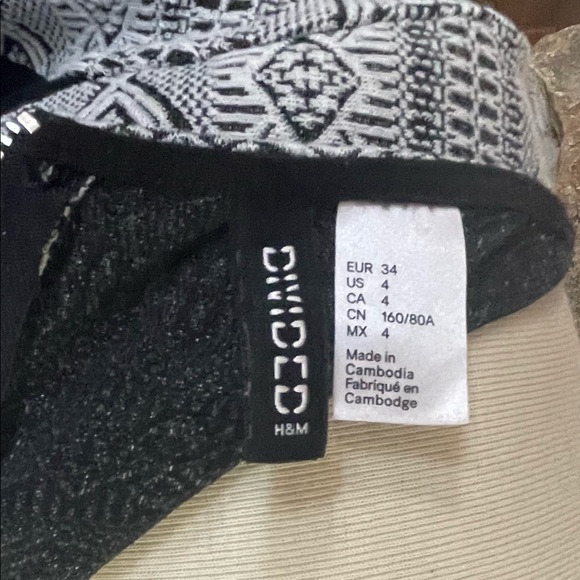 DIVIDED
H&M
EUR 34
US 4
CA 4
CN 160/80A
MX 4
Made in
Cambodia
Fabriqué en
Cambodge